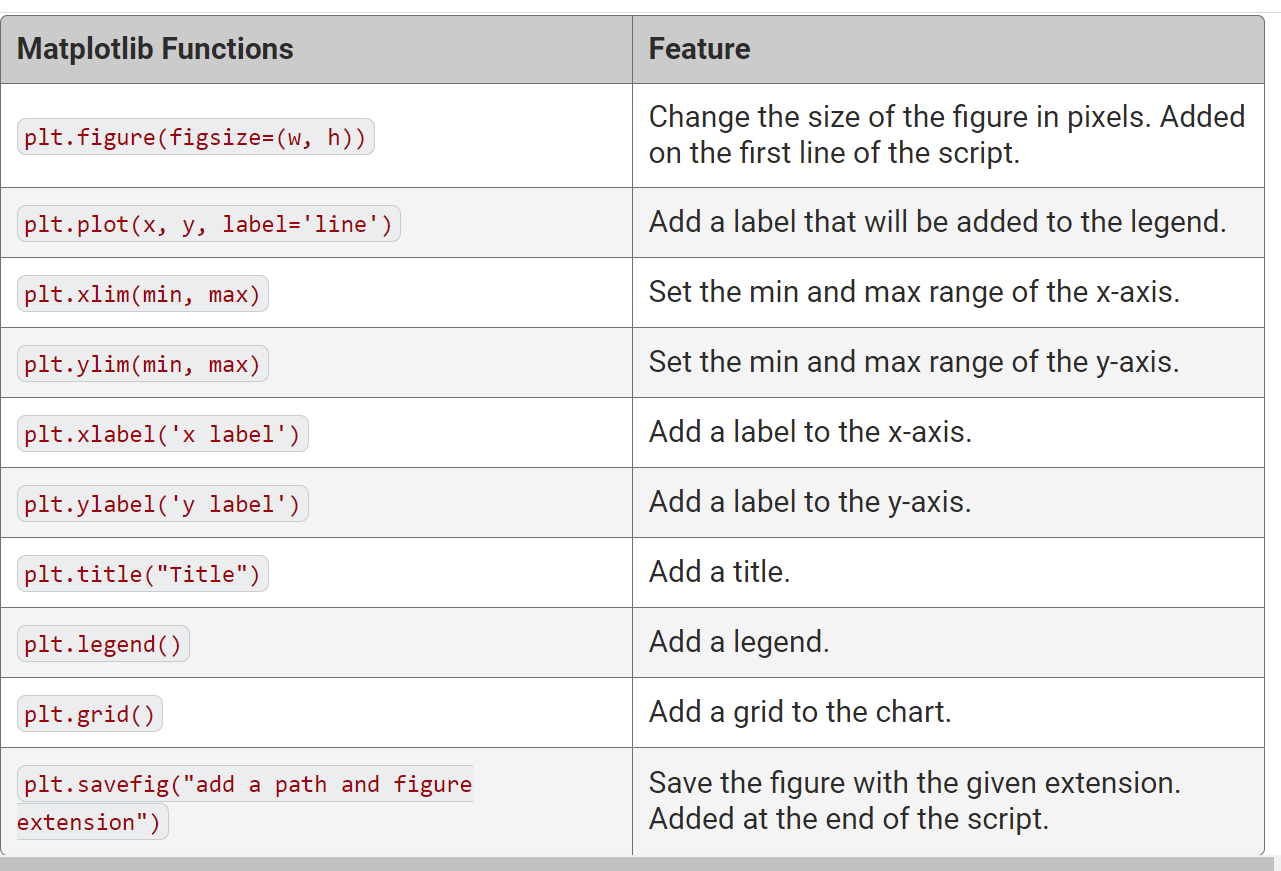 Matplotlib Functions
Feature
plt.figure(figsize=(w, h))
Change the size of the figure in pixels. Added
on the first line of the script.
plt.plot(x, y, label='line')
Add a label that will be added to the legend.
plt.xlim(min, max)
Set the min and max range of the x-axis.
plt.ylim(min, max)
Set the min and max range of the y-axis.
plt.xlabel('x label')
Add a label to the x-axis.
plt.ylabel('y label')
Add a label to the y-axis.
plt.title("Title")
Add a title.
plt.legend()
Add a legend.
plt.grid()
Add a grid to the chart.
plt.savefig("add a path and figure
extension")
Save the figure with the given extension.
Added at the end of the script.